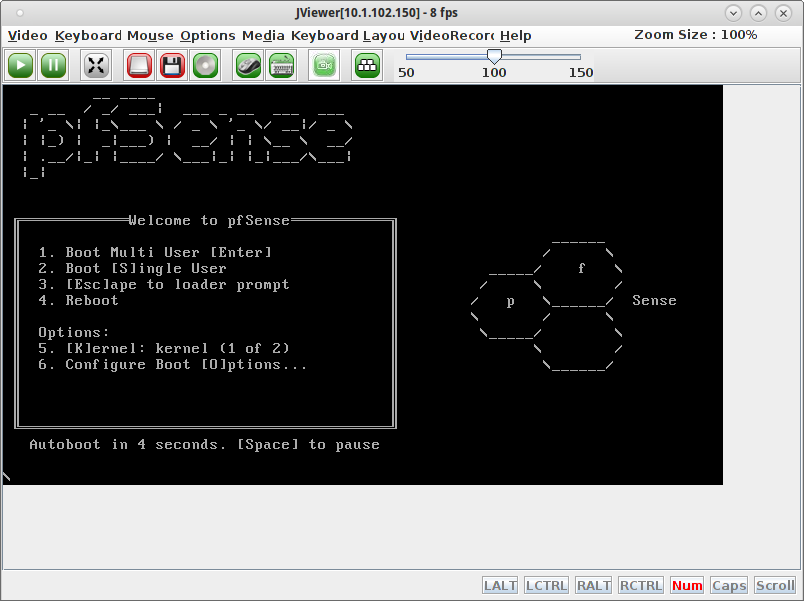 JViewer[10.1.102.150] - 8 fps
Video Keyboard Mouse Options Media Keyboard Layou VideoRecorc Help Zoom Size : 100%
50 100 150
pfSense
Welcome to pfSense
1. Boot Multi User [Enter]
2. Boot [S]ingle User
3. [Esc]ape to loader prompt
4. Reboot
Options:
5. [K]ernel: kernel (1 of 2)
6. Configure Boot [O]ptions...
f
p Sense
Autoboot in 4 seconds. [Space] to pause
LALT LCTRL RALT RCTRL Num Caps Scroll